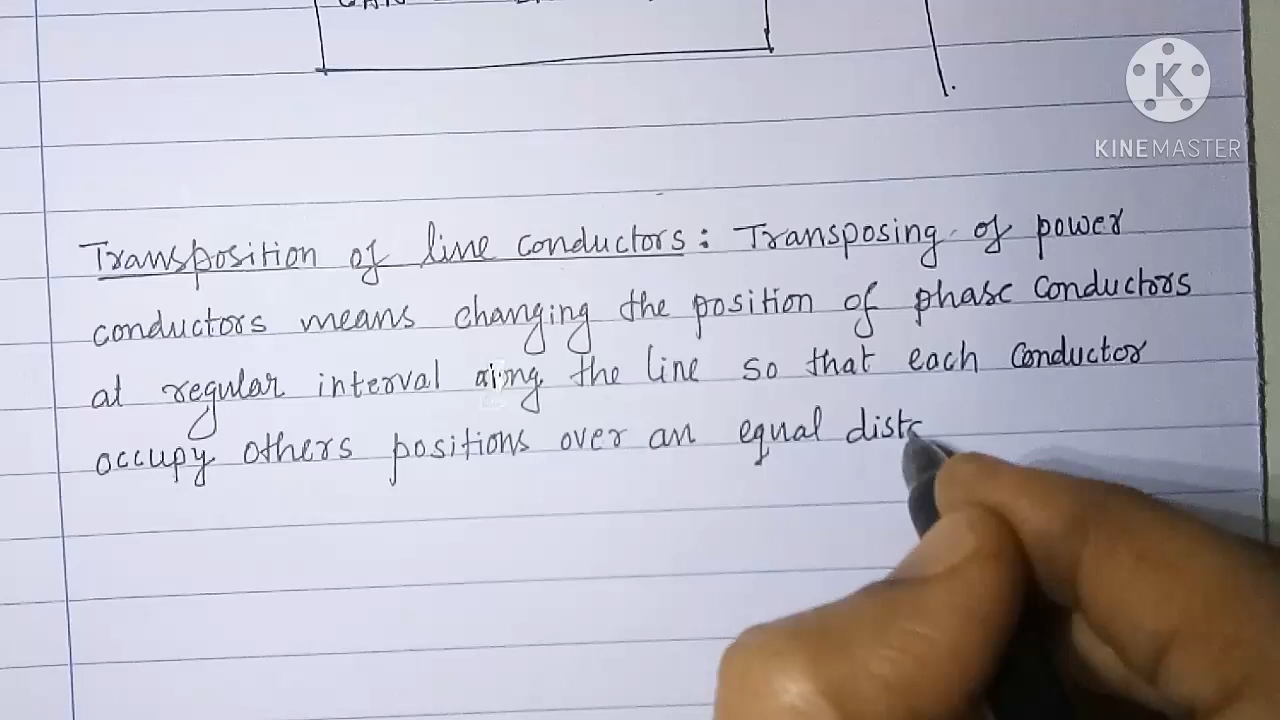 K
KINEMASTER
Transposition of line conductors: Transposing of power
conductors means changing the position of phase conductors
at regular interval along the line so that each conductor
occupy others positions over an equal dist